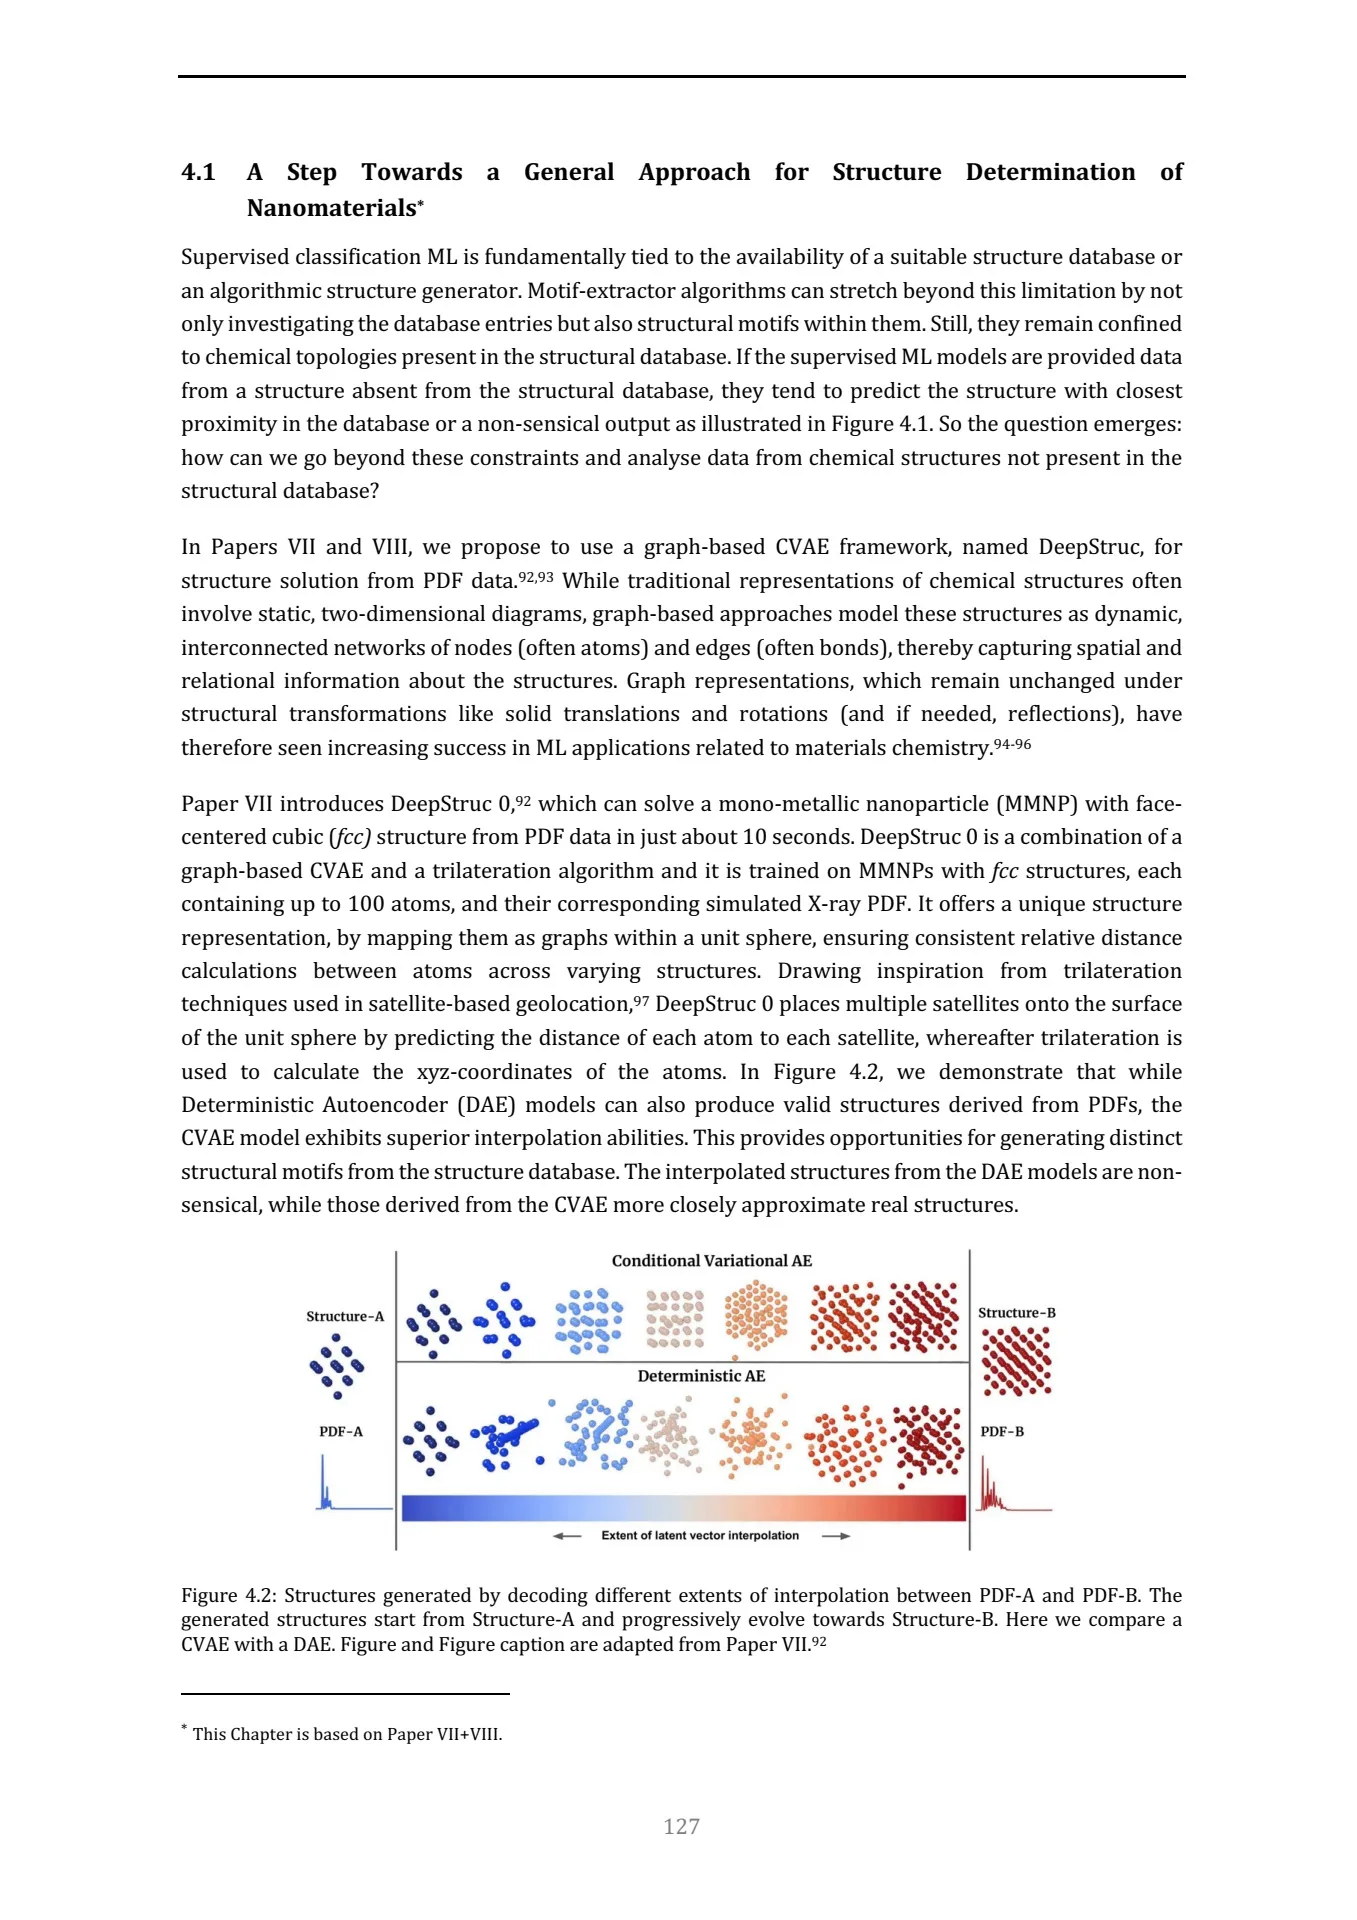 4.1 A Step Towards a General Approach for Structure Determination of
Nanomaterials*
Supervised classification ML is fundamentally tied to the availability of a suitable structure database or
an algorithmic structure generator. Motif-extractor algorithms can stretch beyond this limitation by not
only investigating the database entries but also structural motifs within them. Still, they remain confined
to chemical topologies present in the structural database. If the supervised ML models are provided data
from a structure absent from the structural database, they tend to predict the structure with closest
proximity in the database or a non-sensical output as illustrated in Figure 4.1. So the question emerges:
how can we go beyond these constraints and analyse data from chemical structures not present in the
structural database?
In Papers VII and VIII, we propose to use a graph-based CVAE framework, named DeepStruc, for
structure solution from PDF data.92,93 While traditional representations of chemical structures often
involve static, two-dimensional diagrams, graph-based approaches model these structures as dynamic,
interconnected networks of nodes (often atoms) and edges (often bonds), thereby capturing spatial and
relational information about the structures. Graph representations, which remain unchanged under
structural transformations like solid translations and rotations (and if needed, reflections), have
therefore seen increasing success in ML applications related to materials chemistry.94-96
Paper VII introduces DeepStruc 0,92 which can solve a mono-metallic nanoparticle (MMNP) with face-
centered cubic (fcc) structure from PDF data in just about 10 seconds. DeepStruc 0 is a combination of a
graph-based CVAE and a trilateration algorithm and it is trained on MMNPs with fcc structures, each
containing up to 100 atoms, and their corresponding simulated X-ray PDF. It offers a unique structure
representation, by mapping them as graphs within a unit sphere, ensuring consistent relative distance
calculations between atoms across varying structures. Drawing inspiration from trilateration
techniques used in satellite-based geolocation,97 DeepStruc 0 places multiple satellites onto the surface
of the unit sphere by predicting the distance of each atom to each satellite, whereafter trilateration is
used to calculate the xyz-coordinates of the atoms. In Figure 4.2, we demonstrate that while
Deterministic Autoencoder (DAE) models can also produce valid structures derived from PDFs, the
CVAE model exhibits superior interpolation abilities. This provides opportunities for generating distinct
structural motifs from the structure database. The interpolated structures from the DAE models are non-
sensical, while those derived from the CVAE more closely approximate real structures.
Conditional Variational AE
Structure-A
Structure-B
Deterministic AE
PDF-A
PDF-B
Extent of latent vector interpolation
Figure 4.2: Structures generated by decoding different extents of interpolation between PDF-A and PDF-B. The
generated structures start from Structure-A and progressively evolve towards Structure-B. Here we compare a
CVAE with a DAE. Figure and Figure caption are adapted from Paper VII.92
* This Chapter is based on Paper VII+VIII.
127